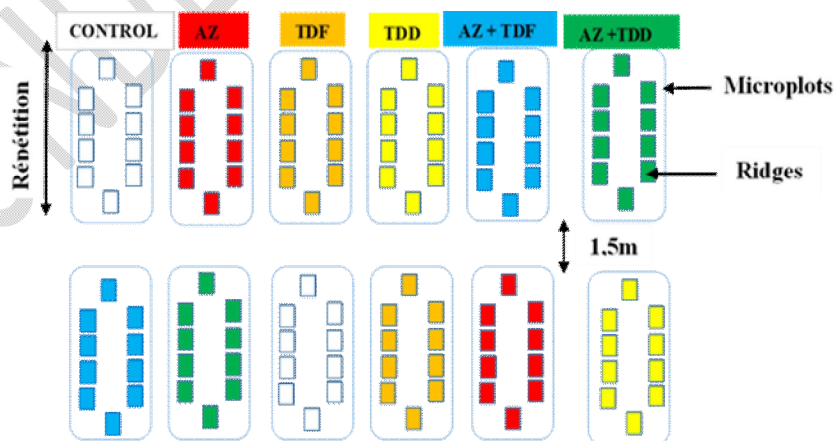 CONTROL AZ TDF TDD AZ + TDF AZ +TDD
Microplots
Répétition
Ridges
1,5m